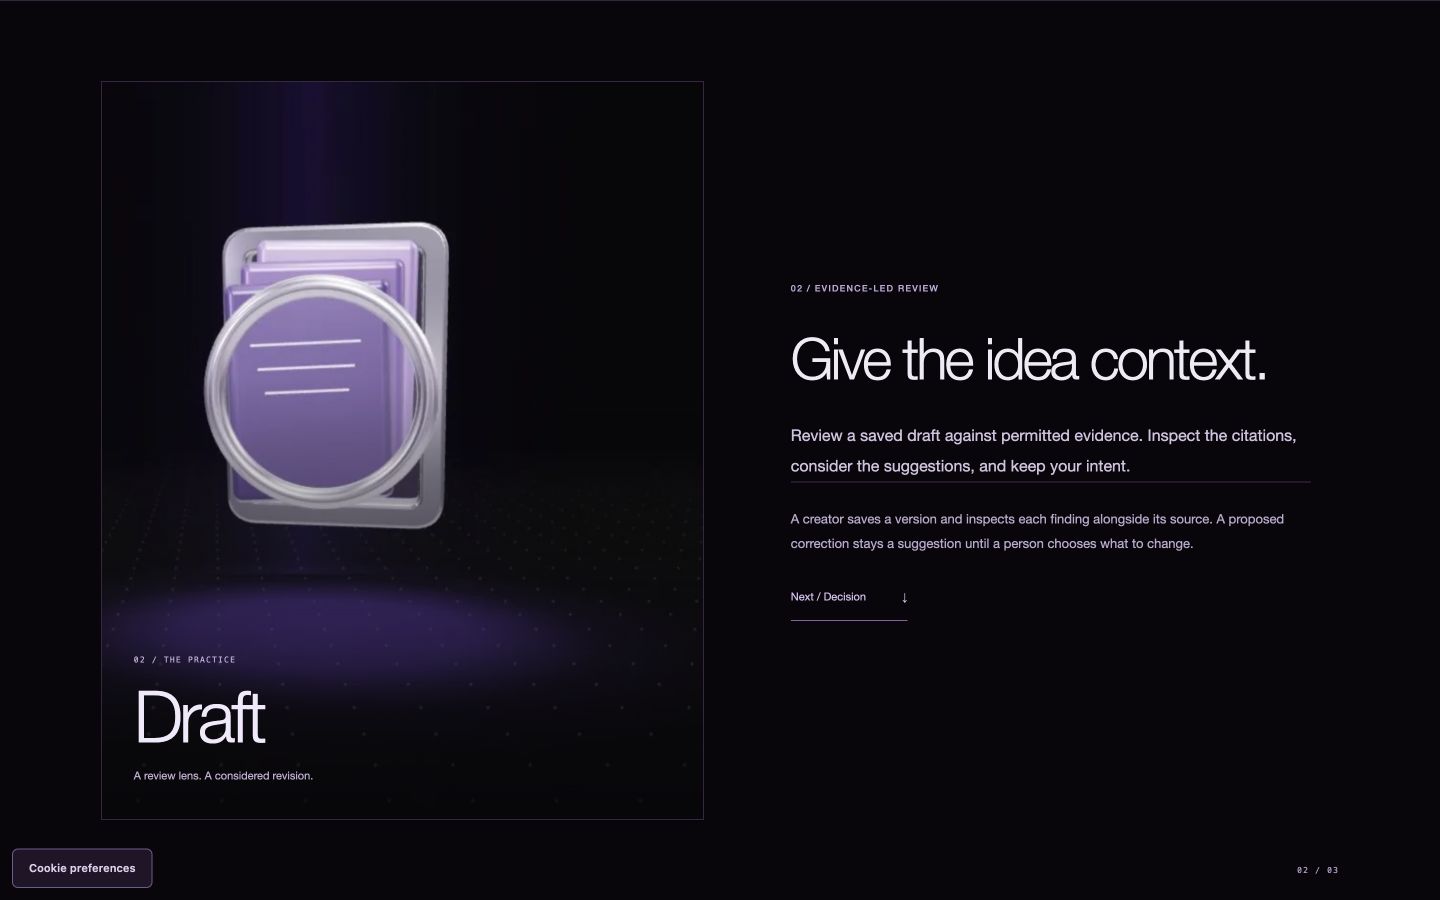 02 / THE PRACTICE
Draft
A review lens. A considered revision.
02 / EVIDENCE-LED REVIEW
Give the idea context.
Review a saved draft against permitted evidence. Inspect the citations,
consider the suggestions, and keep your intent.
A creator saves a version and inspects each finding alongside its source. A proposed
correction stays a suggestion until a person chooses what to change.
Next / Decision ↓
Cookie preferences
02 / 03